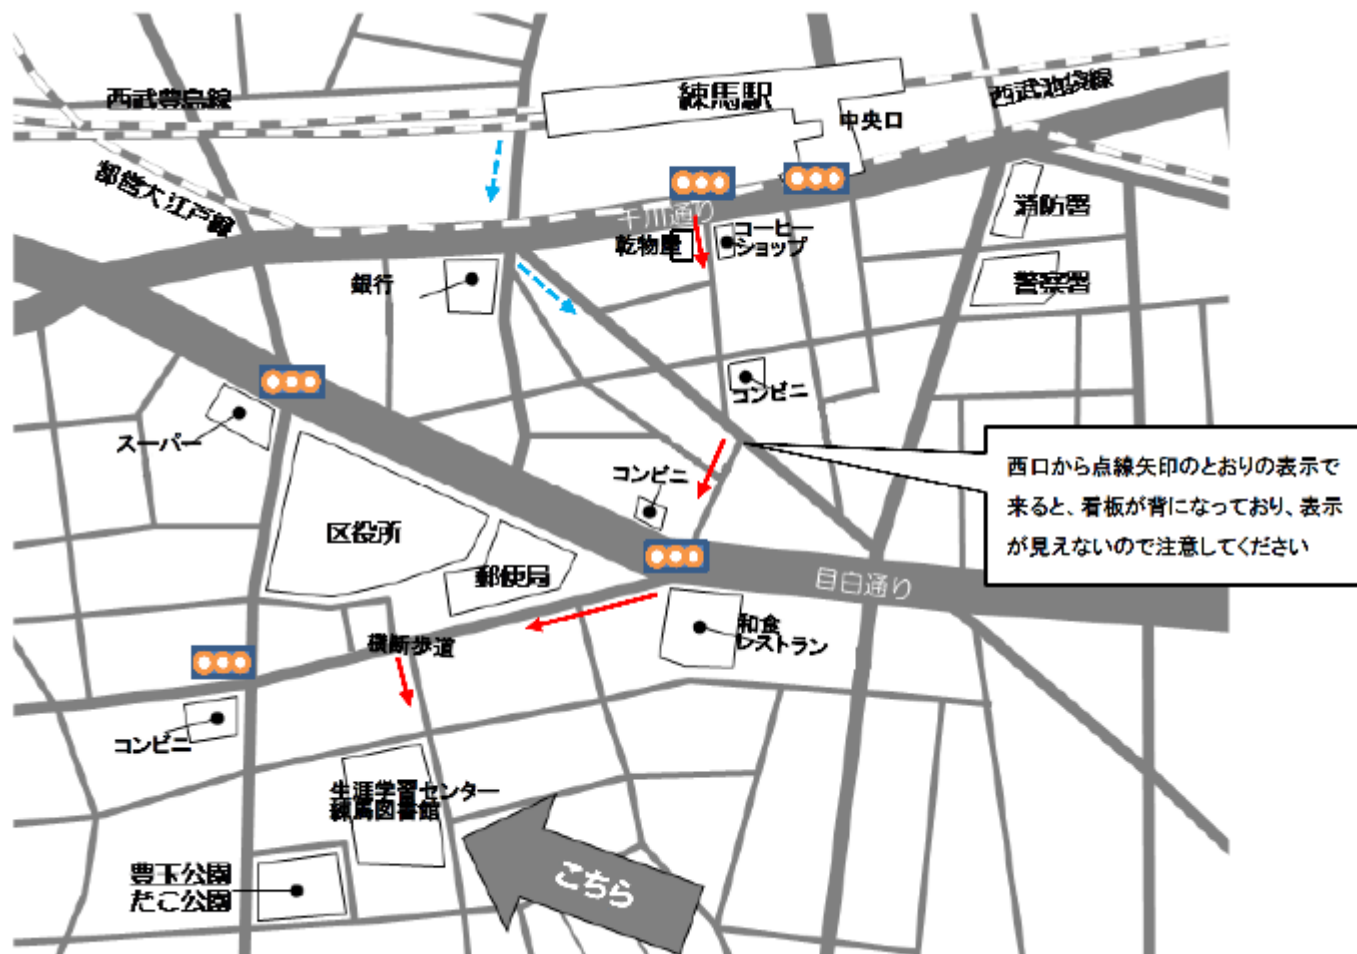 西武豊島線
練馬駅
西武池袋線
中央口
都営大江戸線
千川通り
消防署
乾物屋
コーヒー
ショップ
銀行
警察署
コンビニ
スーパー
コンビニ
西口から点線矢印のとおりの表示で
来ると、看板が背になっており、表示
が見えないので注意してください
区役所
郵便局
目白通り
和食
レストラン
横断歩道
コンビニ
生涯学習センター
練馬図書館
豊玉公園
たこ公園
こちら